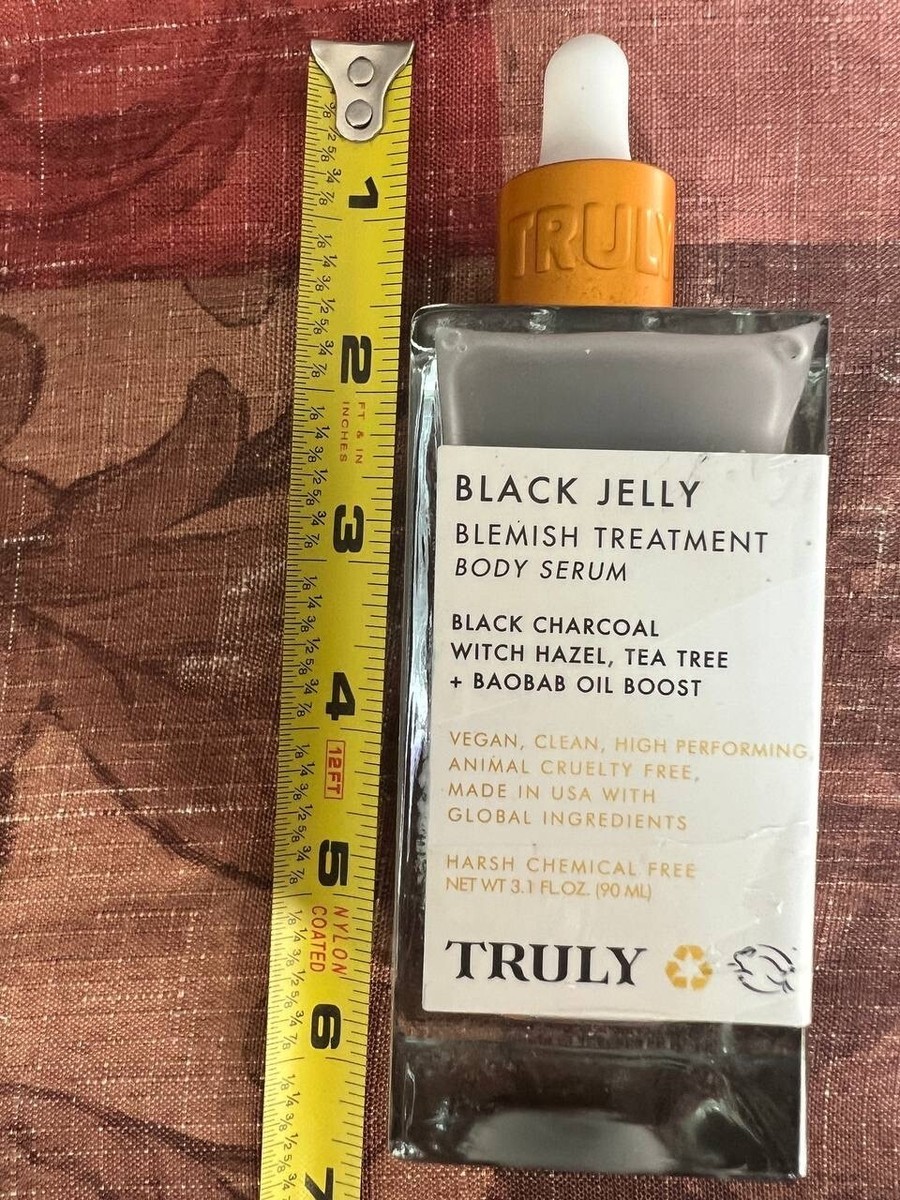 TRULY
BLACK JELLY
BLEMISH TREATMENT
BODY SERUM
BLACK CHARCOAL
WITCH HAZEL, TEA TREE
+ BAOBAB OIL BOOST
VEGAN, CLEAN, HIGH PERFORMING,
ANIMAL CRUELTY FREE,
MADE IN USA WITH
GLOBAL INGREDIENTS
HARSH CHEMICAL FREE
NET WT 3.1 FL.OZ. (90 ML)
TRULY
1
2
FT & IN
INCHES
3
4
12FT
5
NYLON
COATED
6
7